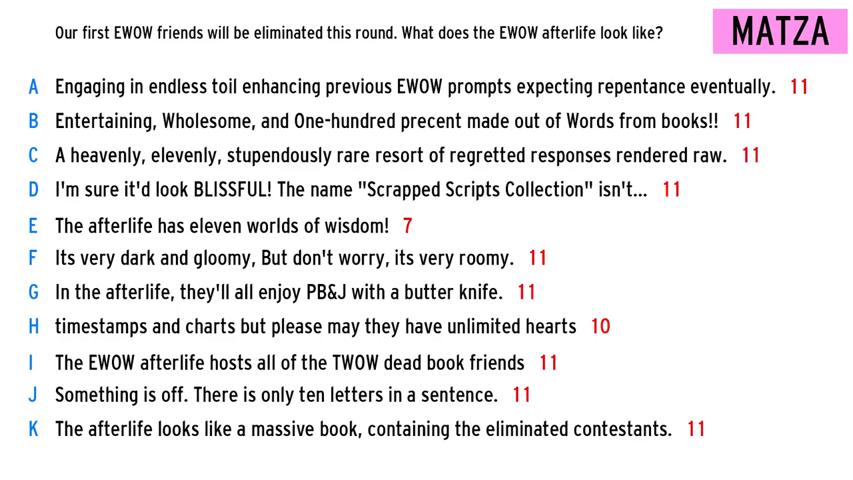 Our first EWOW friends will be eliminated this round. What does the EWOW afterlife look like?
MATZA
A Engaging in endless toil enhancing previous EWOW prompts expecting repentance eventually. 11
B Entertaining, Wholesome, and One-hundred precent made out of Words from books!! 11
C A heavenly, elevenly, stupendously rare resort of regretted responses rendered raw. 11
D I'm sure it'd look BLISSFUL! The name "Scrapped Scripts Collection" isn't... 11
E The afterlife has eleven worlds of wisdom! 7
F Its very dark and gloomy, But don't worry, its very roomy. 11
G In the afterlife, they'll all enjoy PB&J with a butter knife. 11
H timestamps and charts but please may they have unlimited hearts 10
I The EWOW afterlife hosts all of the TWOW dead book friends 11
J Something is off. There is only ten letters in a sentence. 11
K The afterlife looks like a massive book, containing the eliminated contestants. 11